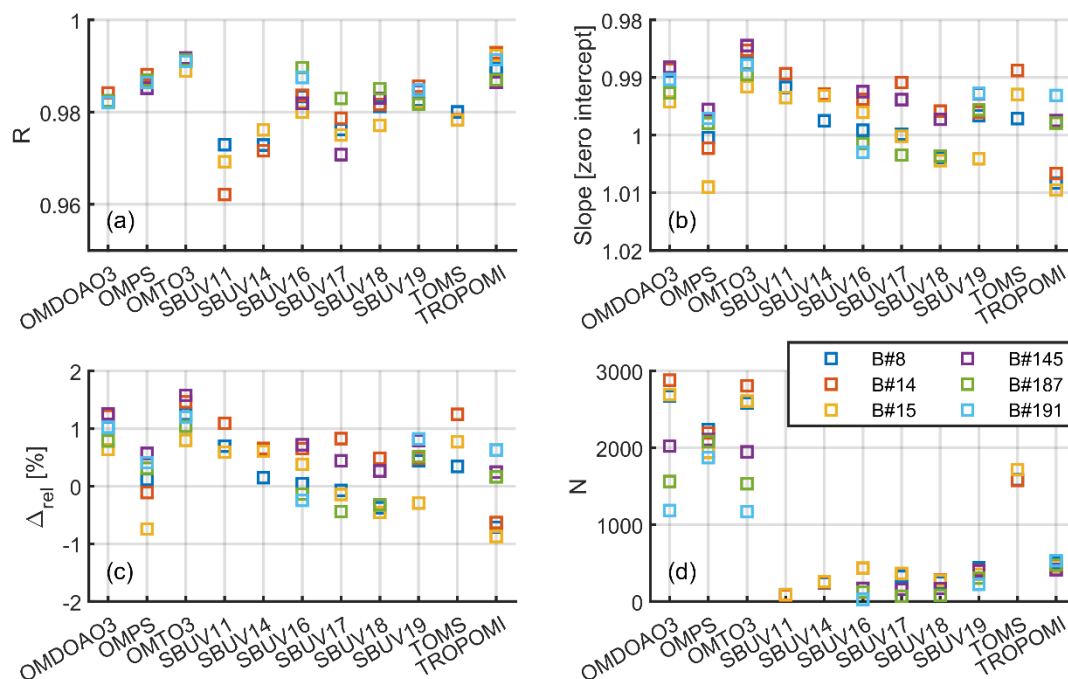 1
0.98
0.96
R
(a)
OMDOAO3
OMPS
OMTO3
SBUV11
SBUV14
SBUV16
SBUV17
SBUV18
SBUV19
TOMS
TROPOMI
0.98
0.99
1
1.01
1.02
Slope [zero intercept]
(b)
OMDOAO3
OMPS
OMTO3
SBUV11
SBUV14
SBUV16
SBUV17
SBUV18
SBUV19
TOMS
TROPOMI
2
1
0
-1
-2
Δrel [%]
(c)
OMDOAO3
OMPS
OMTO3
SBUV11
SBUV14
SBUV16
SBUV17
SBUV18
SBUV19
TOMS
TROPOMI
3000
2000
1000
0
N
B#8
B#14
B#15
B#145
B#187
B#191
(d)
OMDOAO3
OMPS
OMTO3
SBUV11
SBUV14
SBUV16
SBUV17
SBUV18
SBUV19
TOMS
TROPOMI